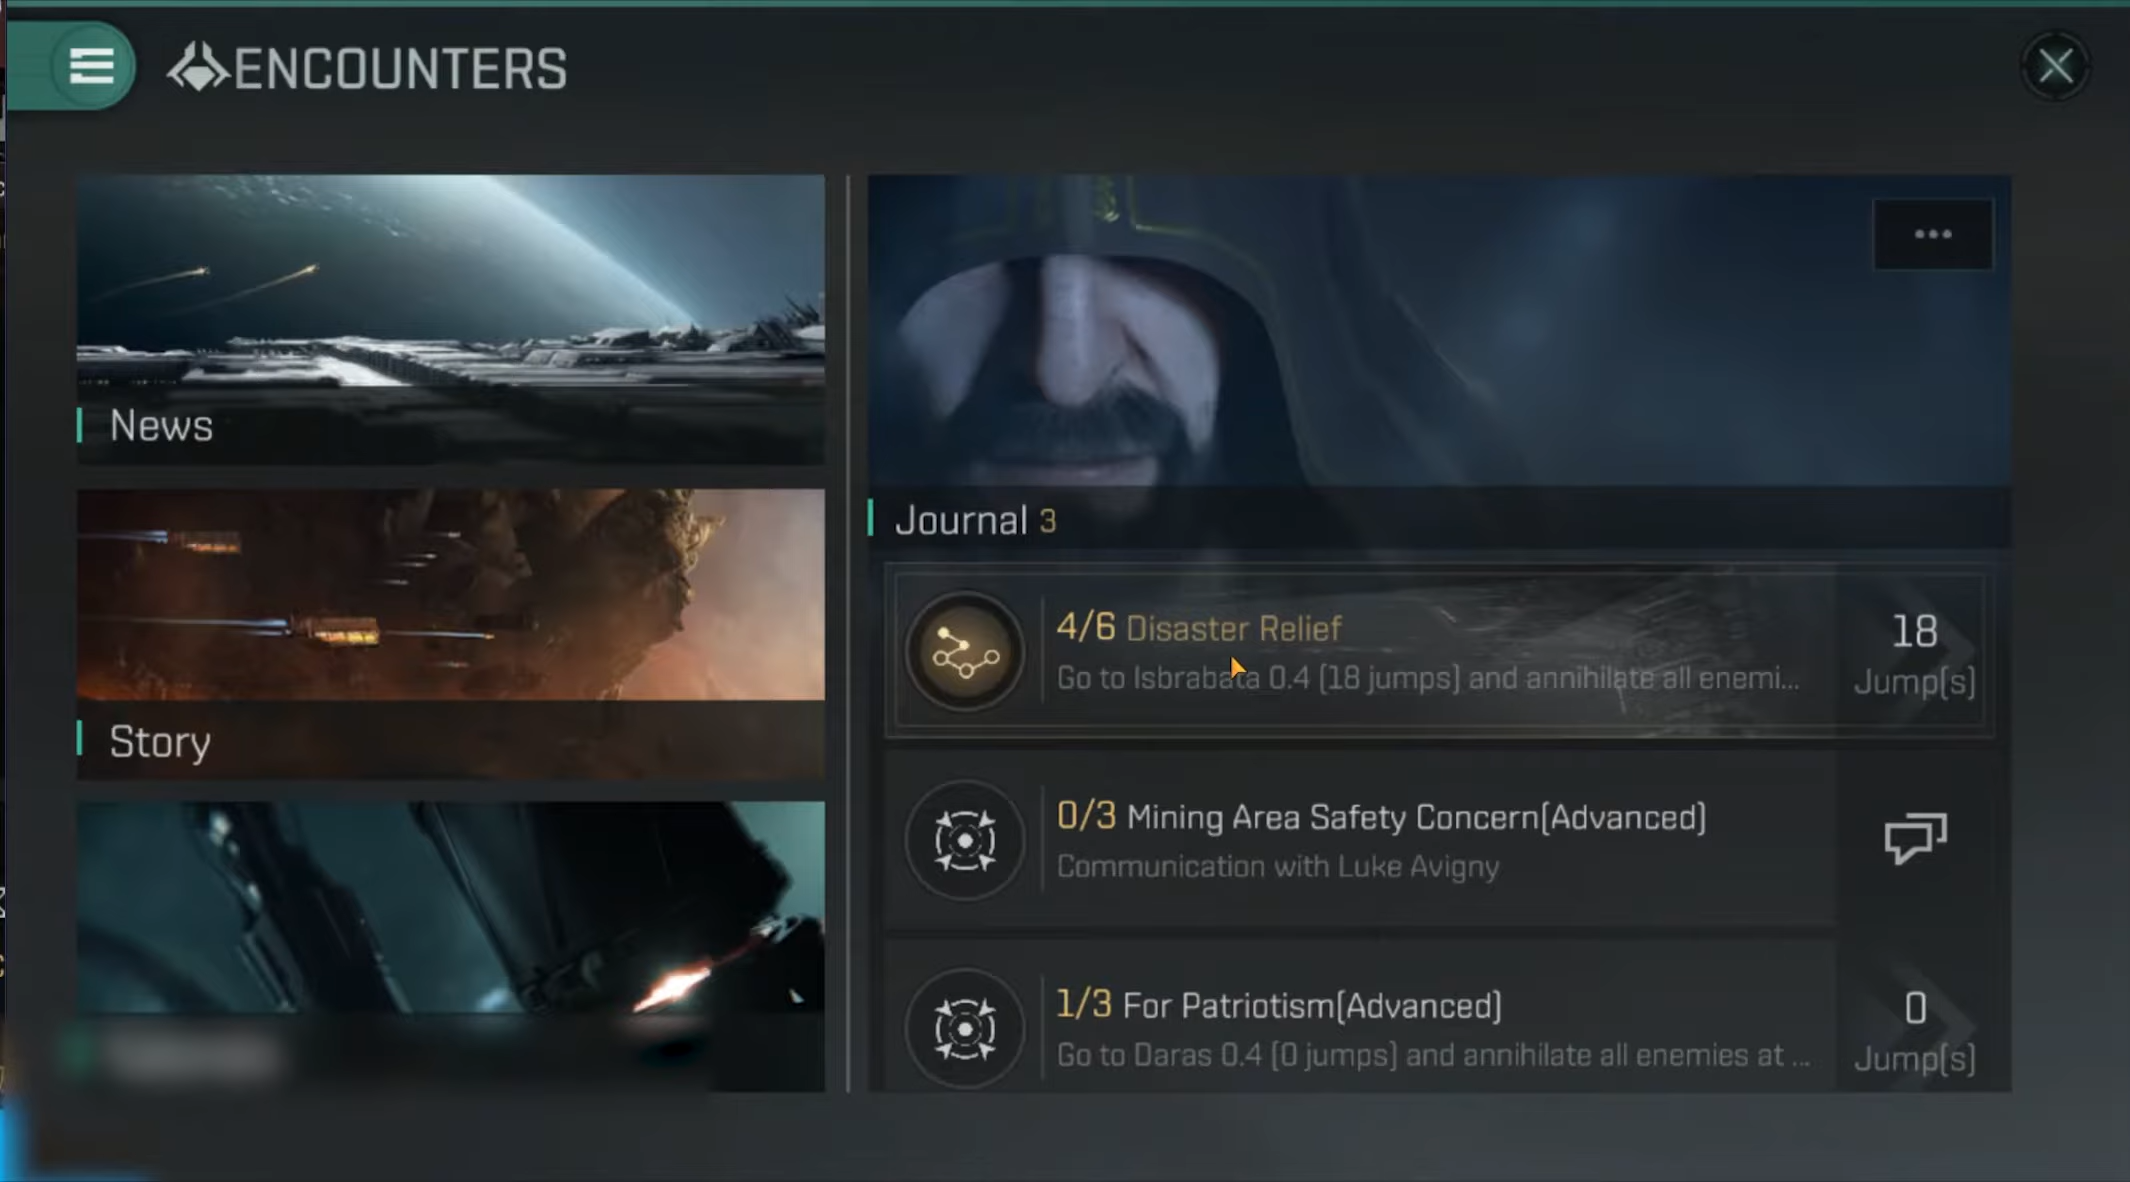 ENCOUNTERS
News
Story
Journal 3
4/6 Disaster Relief
Go to Isbrabata 0.4 [18 jumps] and annihilate all enemi...
18
Jump[s]
0/3 Mining Area Safety Concern[Advanced]
Communication with Luke Avigny
1/3 For Patriotism[Advanced]
Go to Daras 0.4 [0 jumps] and annihilate all enemies at ...
0
Jump[s]